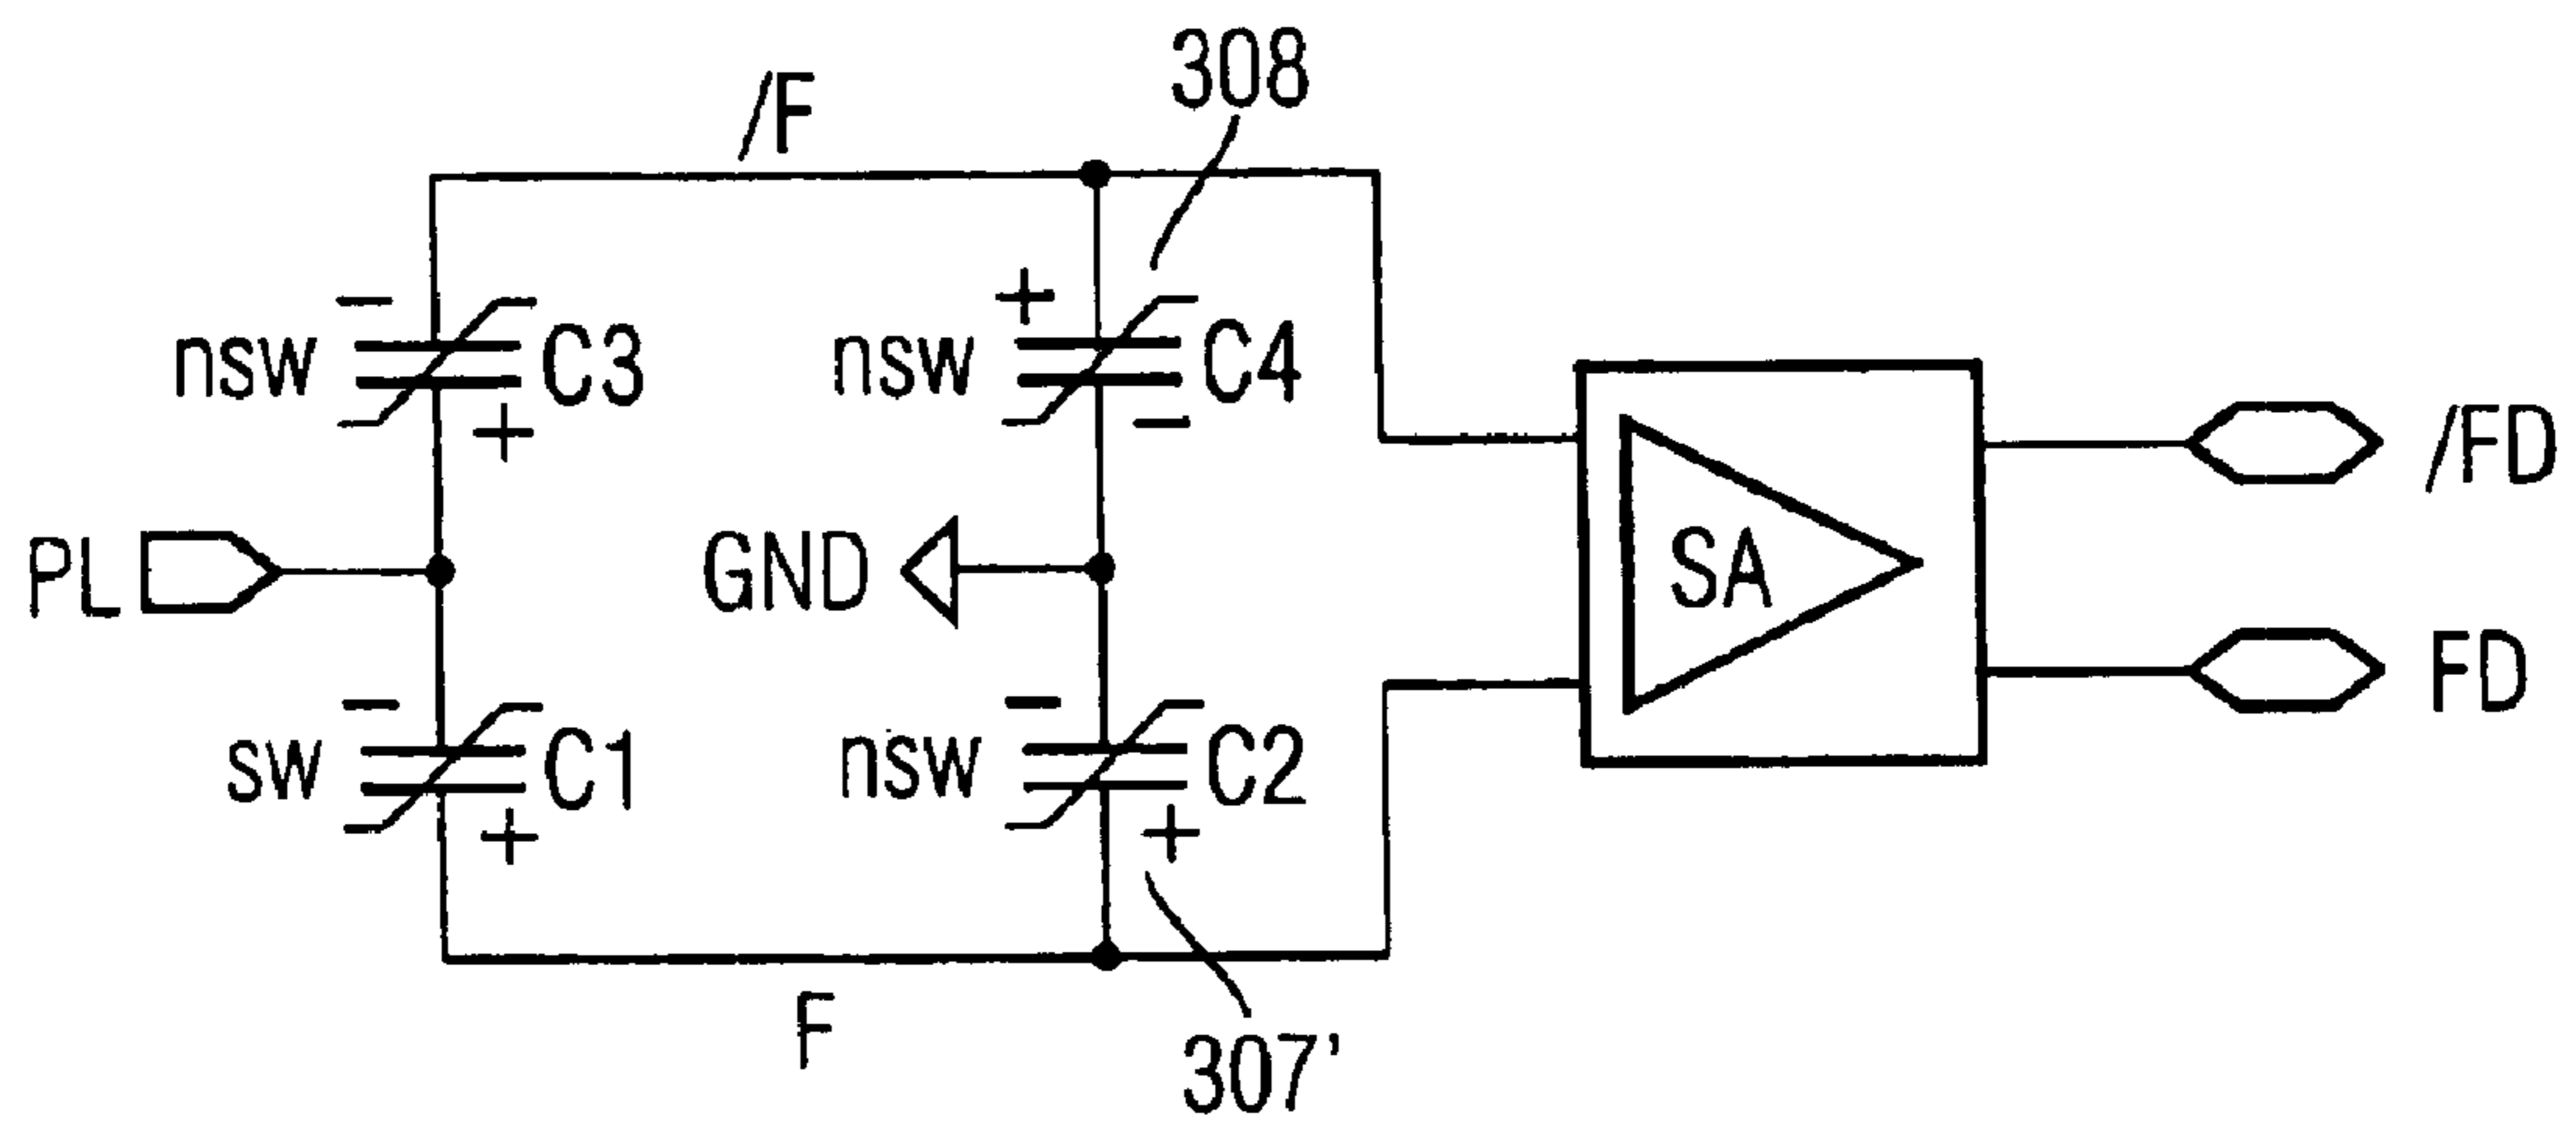 308
/F
− +
nsw C3 nsw C4
+ −
/FD
PL GND SA
− −
sw C1 nsw C2 FD
+ +
F
307'